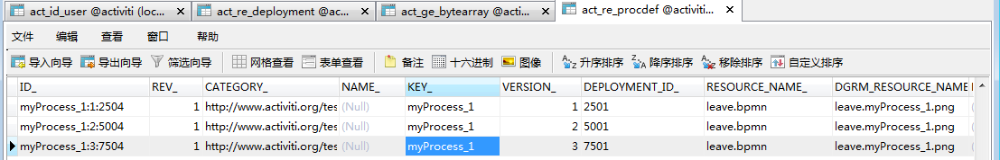 act_id_user @activiti (loc... act_re_deployment @ac... act_ge_bytearray @acti... act_re_procdef @activiti...
文件 编辑 查看 窗口 帮助
导入向导 导出向导 筛选向导 网格查看 表单查看 备注 十六进制 图像 升序排序 降序排序 移除排序 自定义排序
ID_ REV_ CATEGORY_ NAME_ KEY_ VERSION_ DEPLOYMENT_ID_ RESOURCE_NAME_ DGRM_RESOURCE_NAME
myProcess_1:1:2504 1 http://www.activiti.org/tes (Null) myProcess_1 1 2501 leave.bpmn leave.myProcess_1.png
myProcess_1:2:5004 1 http://www.activiti.org/tes (Null) myProcess_1 2 5001 leave.bpmn leave.myProcess_1.png
myProcess_1:3:7504 1 http://www.activiti.org/tes (Null) myProcess_1 3 7501 leave.bpmn leave.myProcess_1.png